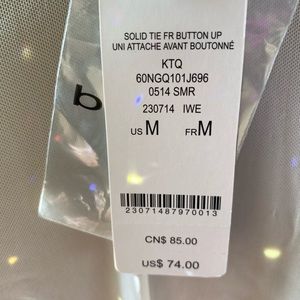 SOLID TIE FR BUTTON UP
UNI ATTACHE AVANT BOUTONNÉ
KTQ
60NGQ101J696
0514 SMR
230714 IWE
US M FR M
b
23071487970013
CN$ 85.00
US$ 74.00